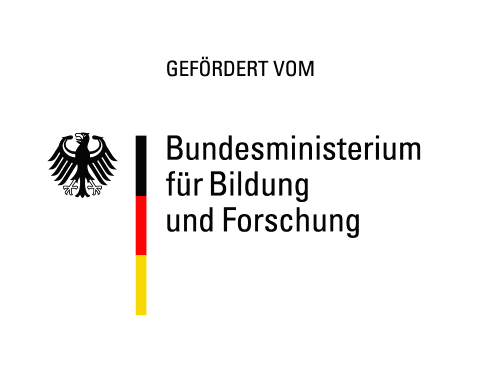 GEFÖRDERT VOM
Bundesministerium
für Bildung
und Forschung